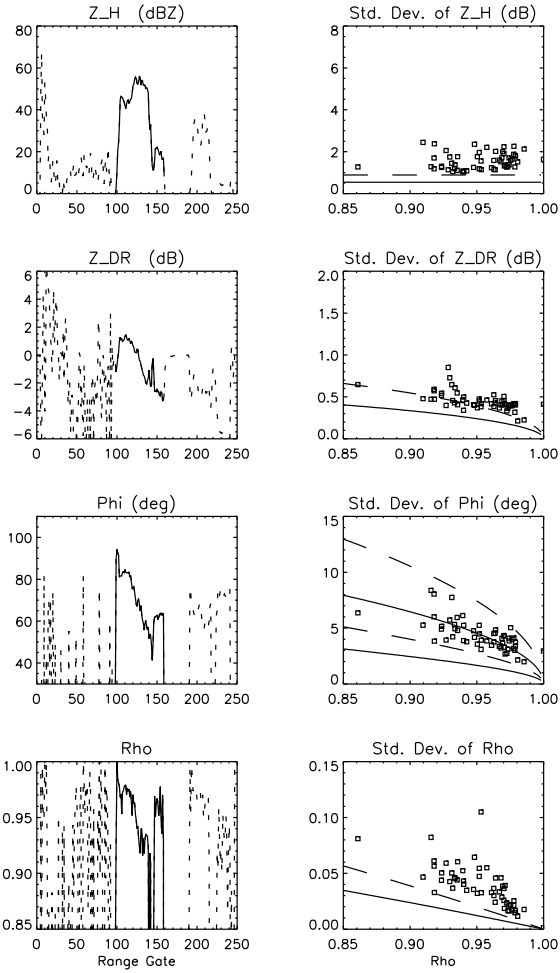 Z_H (dBZ)
80
60
40
20
0
0 50 100 150 200 250
Std. Dev. of Z_H (dB)
8
6
4
2
0
0.85 0.90 0.95 1.00
Z_DR (dB)
6
4
2
0
−2
−4
−6
0 50 100 150 200 250
Std. Dev. of Z_DR (dB)
2.0
1.5
1.0
0.5
0.0
0.85 0.90 0.95 1.00
Phi (deg)
100
80
60
40
0 50 100 150 200 250
Std. Dev. of Phi (deg)
15
10
5
0
0.85 0.90 0.95 1.00
Rho
1.00
0.95
0.90
0.85
0 50 100 150 200 250
Range Gate
Std. Dev. of Rho
0.15
0.10
0.05
0.00
0.85 0.90 0.95 1.00
Rho